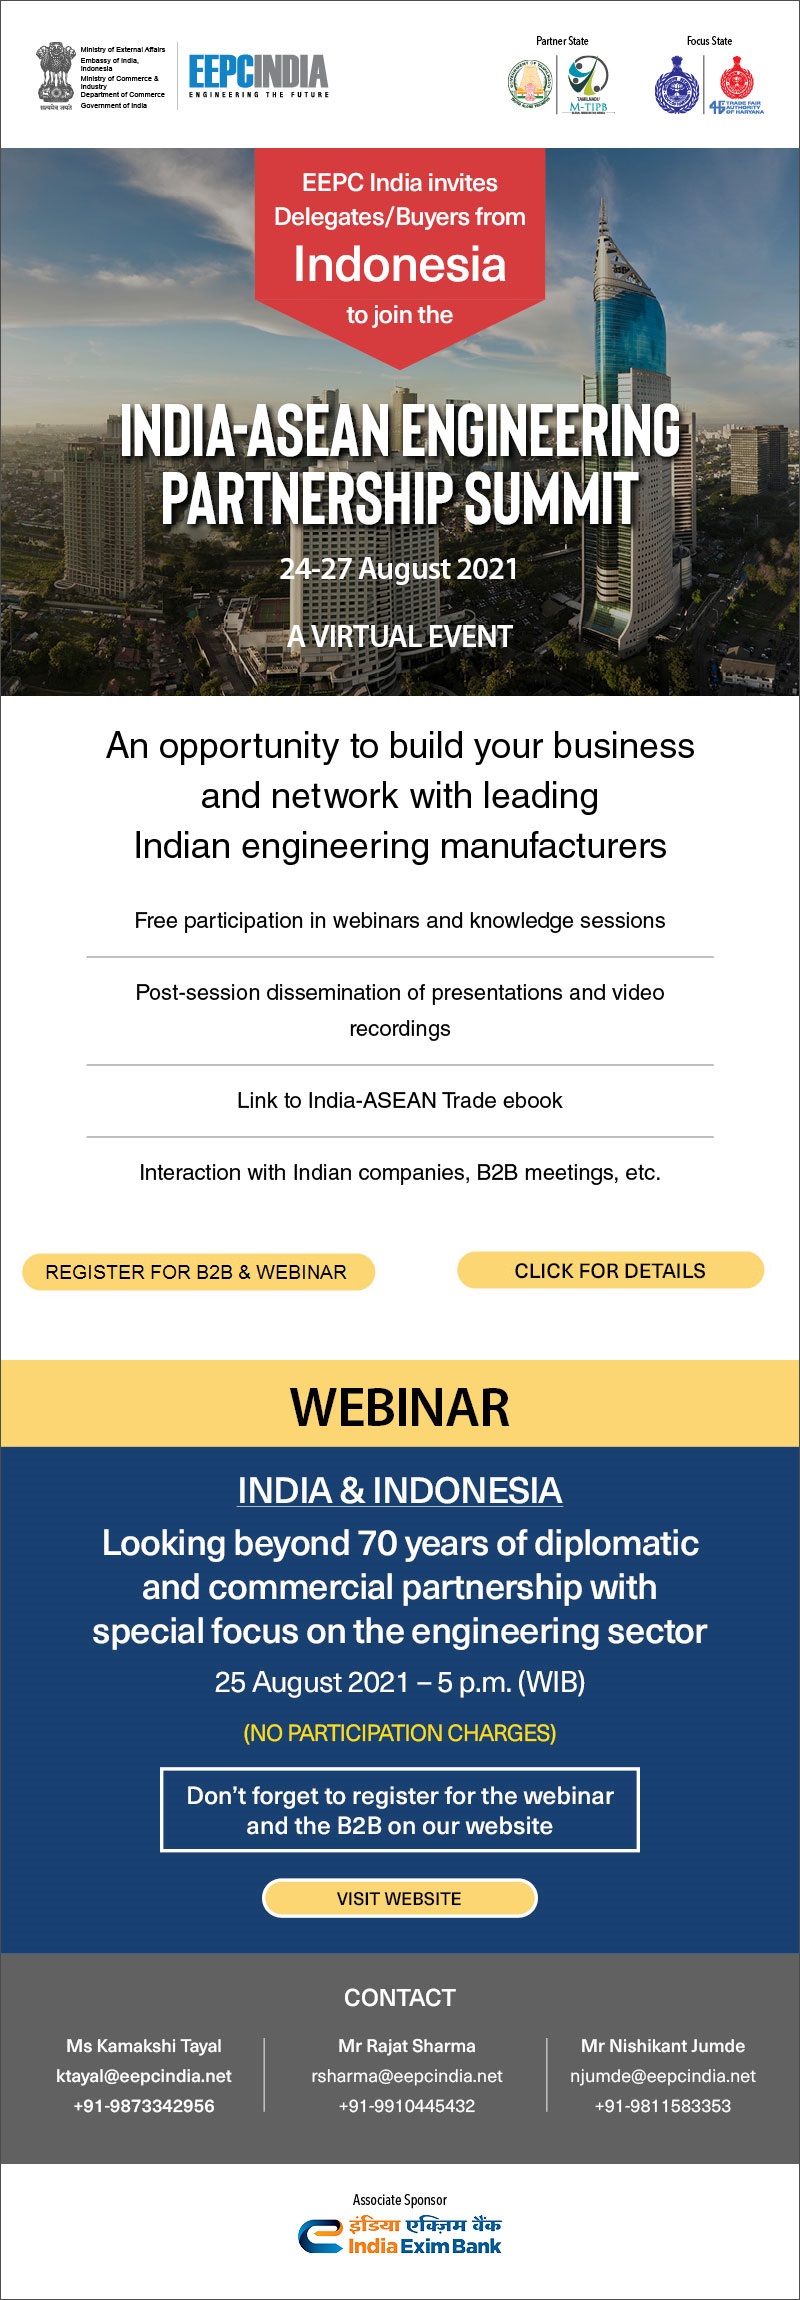 Ministry of External Affairs
Embassy of India,
Indonesia
Ministry of Commerce &
Industry
Department of Commerce
Government of India
सत्यमेव जयते
EEPCINDIA
ENGINEERING THE FUTURE
Partner State
TAMILNADU
M-TIPB
Focus State
TRADE FAIR
AUTHORITY
OF HARYANA
EEPC India invites
Delegates/Buyers from
Indonesia
to join the
INDIA-ASEAN ENGINEERING
PARTNERSHIP SUMMIT
24-27 August 2021
A VIRTUAL EVENT
An opportunity to build your business
and network with leading
Indian engineering manufacturers
Free participation in webinars and knowledge sessions
Post-session dissemination of presentations and video
recordings
Link to India-ASEAN Trade ebook
Interaction with Indian companies, B2B meetings, etc.
REGISTER FOR B2B & WEBINAR
CLICK FOR DETAILS
WEBINAR
INDIA & INDONESIA
Looking beyond 70 years of diplomatic
and commercial partnership with
special focus on the engineering sector
25 August 2021 – 5 p.m. (WIB)
(NO PARTICIPATION CHARGES)
Don't forget to register for the webinar
and the B2B on our website
VISIT WEBSITE
CONTACT
Ms Kamakshi Tayal
ktayal@eepcindia.net
+91-9873342956
Mr Rajat Sharma
rsharma@eepcindia.net
+91-9910445432
Mr Nishikant Jumde
njumde@eepcindia.net
+91-9811583353
Associate Sponsor
इंडिया एक्ज़िम बैंक
India Exim Bank